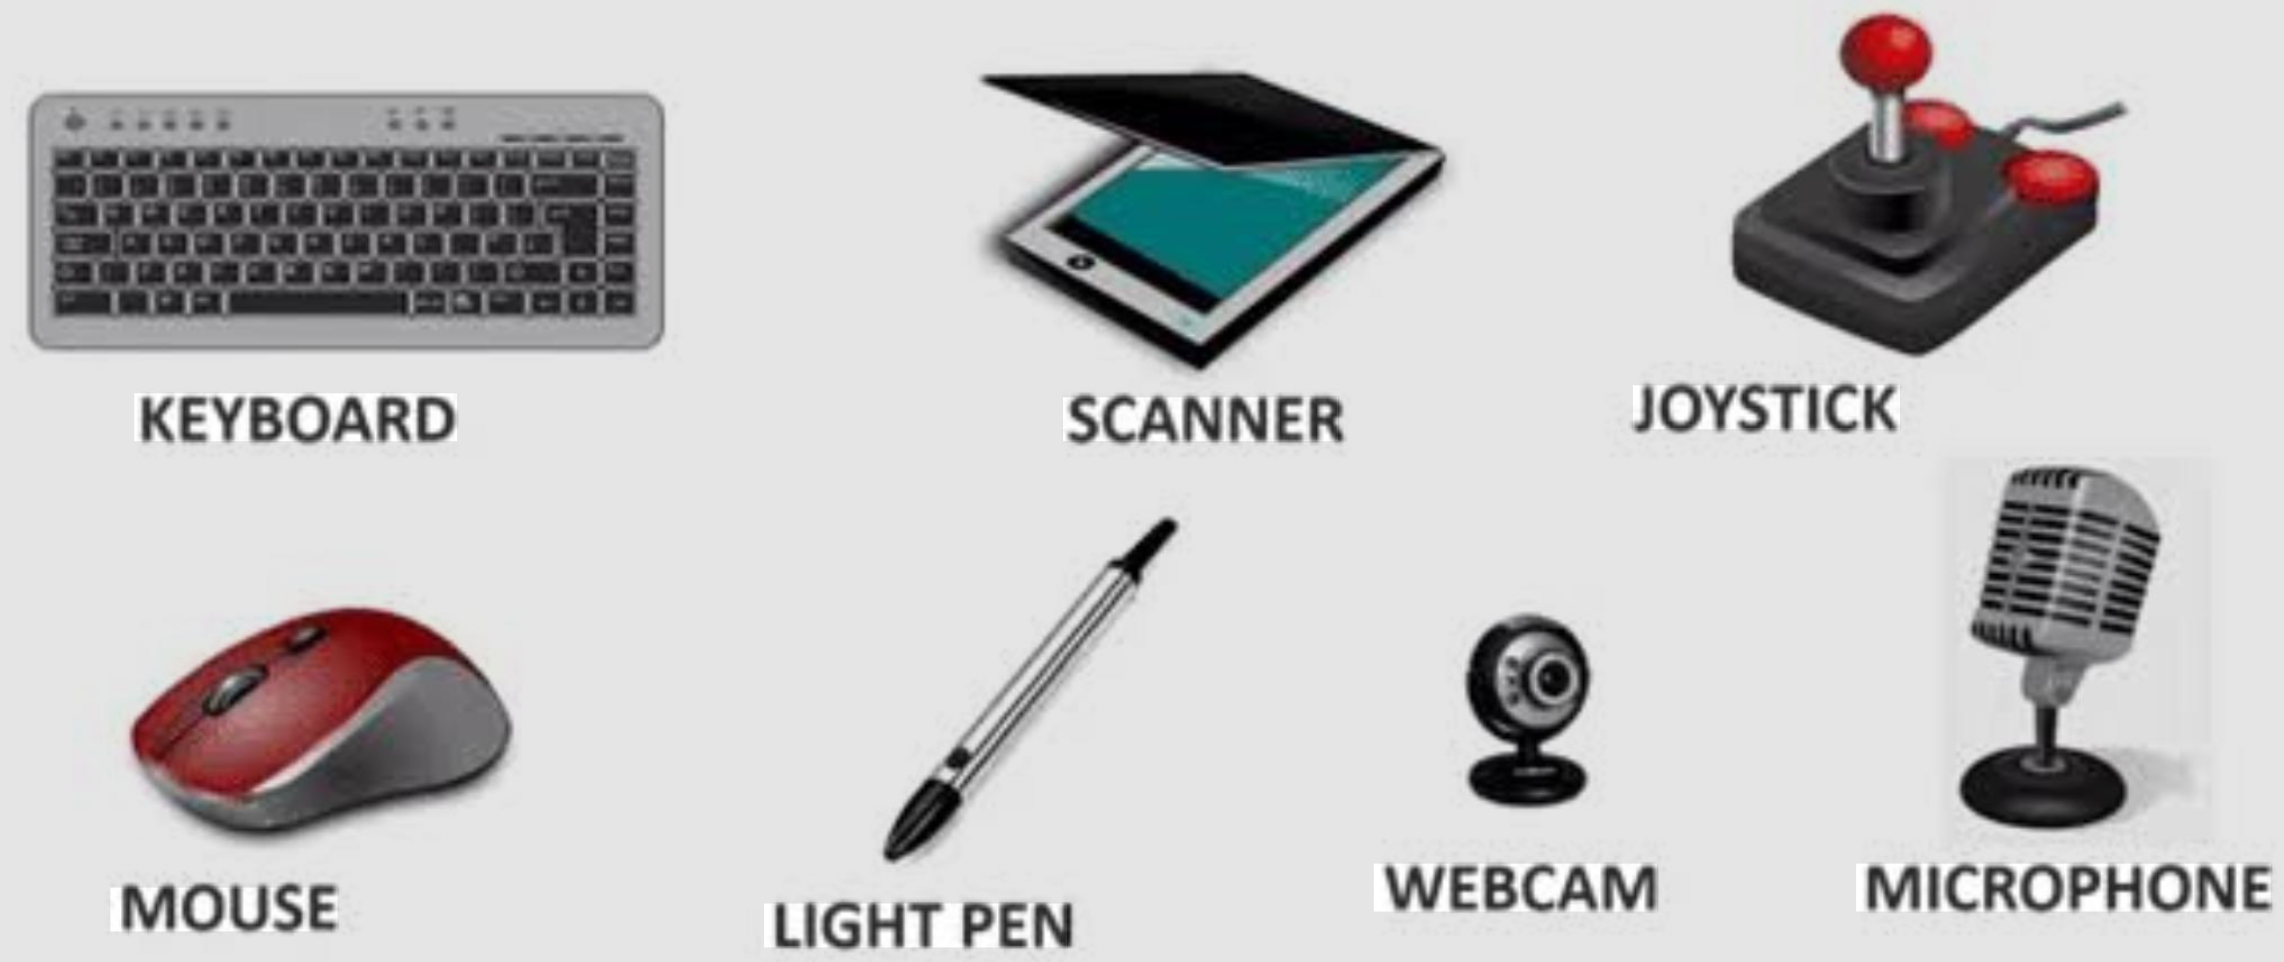 KEYBOARD
SCANNER
JOYSTICK
MOUSE
LIGHT PEN
WEBCAM
MICROPHONE